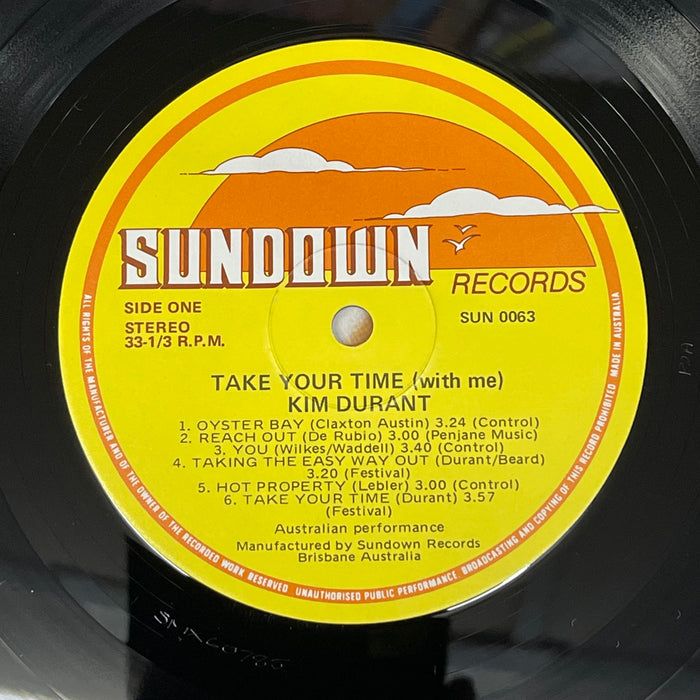 SUNDOWN
RECORDS
SIDE ONE
STEREO
33-1/3 R.P.M.
SUN 0063
TAKE YOUR TIME (with me)
KIM DURANT
1. OYSTER BAY (Claxton Austin) 3.24 (Control)
2. REACH OUT (De Rubio) 3.00 (Penjane Music)
3. YOU (Wilkes/Waddell) 3.40 (Control)
4. TAKING THE EASY WAY OUT (Durant/Beard)
3.20 (Festival)
5. HOT PROPERTY (Lebler) 3.00 (Control)
6. TAKE YOUR TIME (Durant) 3.57
(Festival)
Australian performance
Manufactured by Sundown Records
Brisbane Australia
ALL RIGHTS OF THE MANUFACTURER AND OF THE OWNER OF THE RECORDED WORK RESERVED UNAUTHORISED PUBLIC PERFORMANCE, BROADCASTING AND COPYING OF THIS RECORD PROHIBITED MADE IN AUSTRALIA